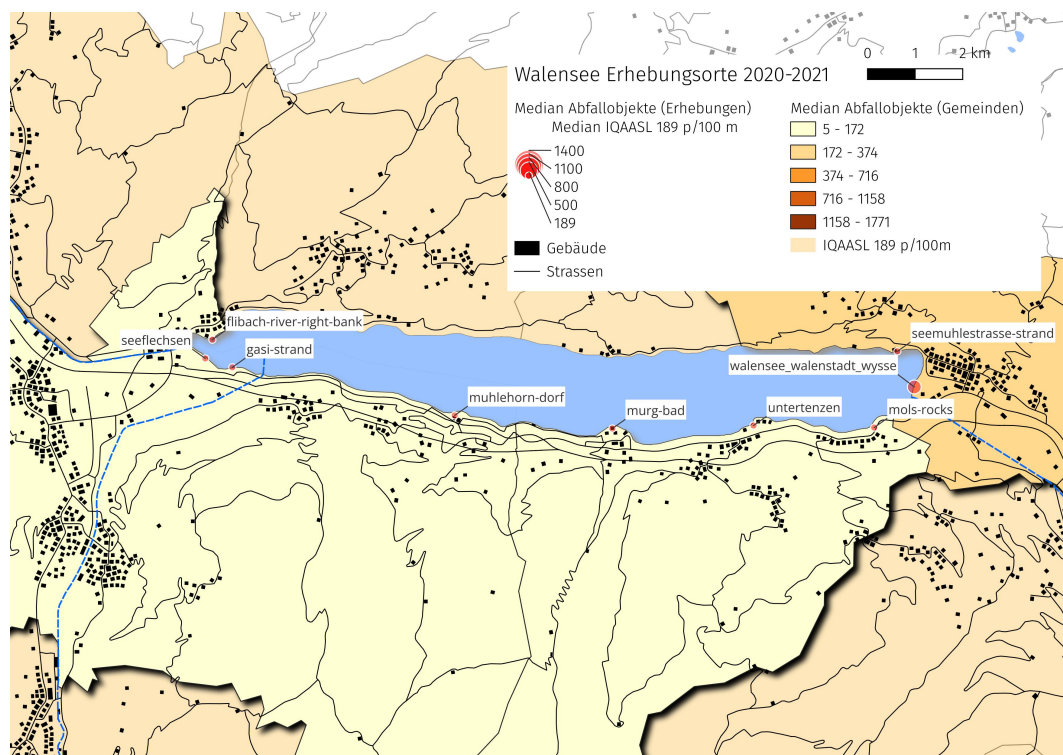 0 1 2 km
Walensee Erhebungsorte 2020-2021
Median Abfallobjekte (Erhebungen)
Median IQAASL 189 p/100 m
1400
1100
800
500
189
Gebäude
Strassen
Median Abfallobjekte (Gemeinden)
5 - 172
172 - 374
374 - 716
716 - 1158
1158 - 1771
IQAASL 189 p/100m
flibach-river-right-bank
seeflechsen
gasi-strand
seemuhlestrasse-strand
walensee_walenstadt_wysse
muhlehorn-dorf
murg-bad
untertenzen
mols-rocks